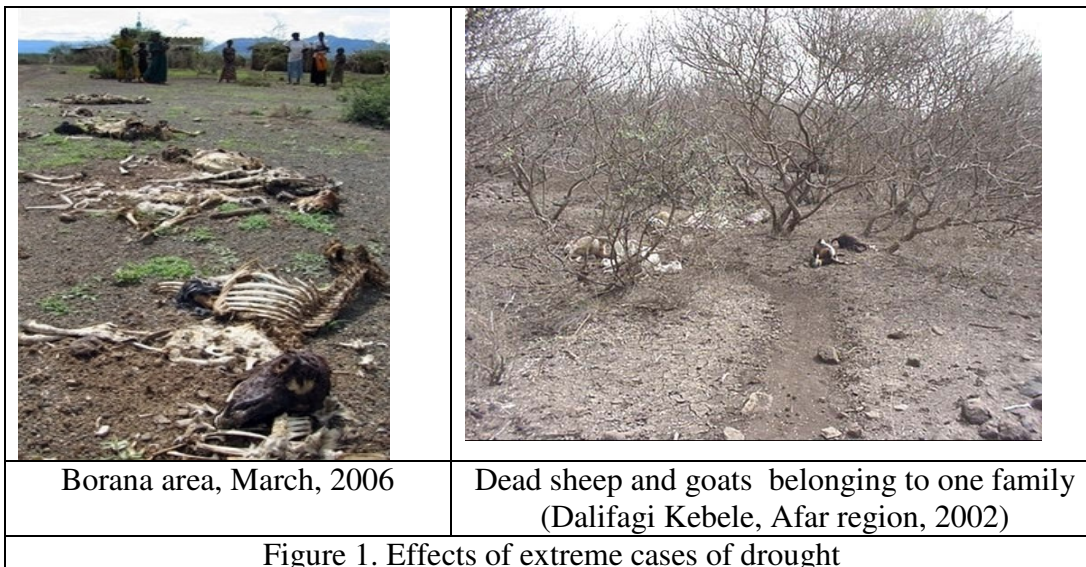 Borana area, March, 2006
Dead sheep and goats belonging to one family
(Dalifagi Kebele, Afar region, 2002)
Figure 1. Effects of extreme cases of drought